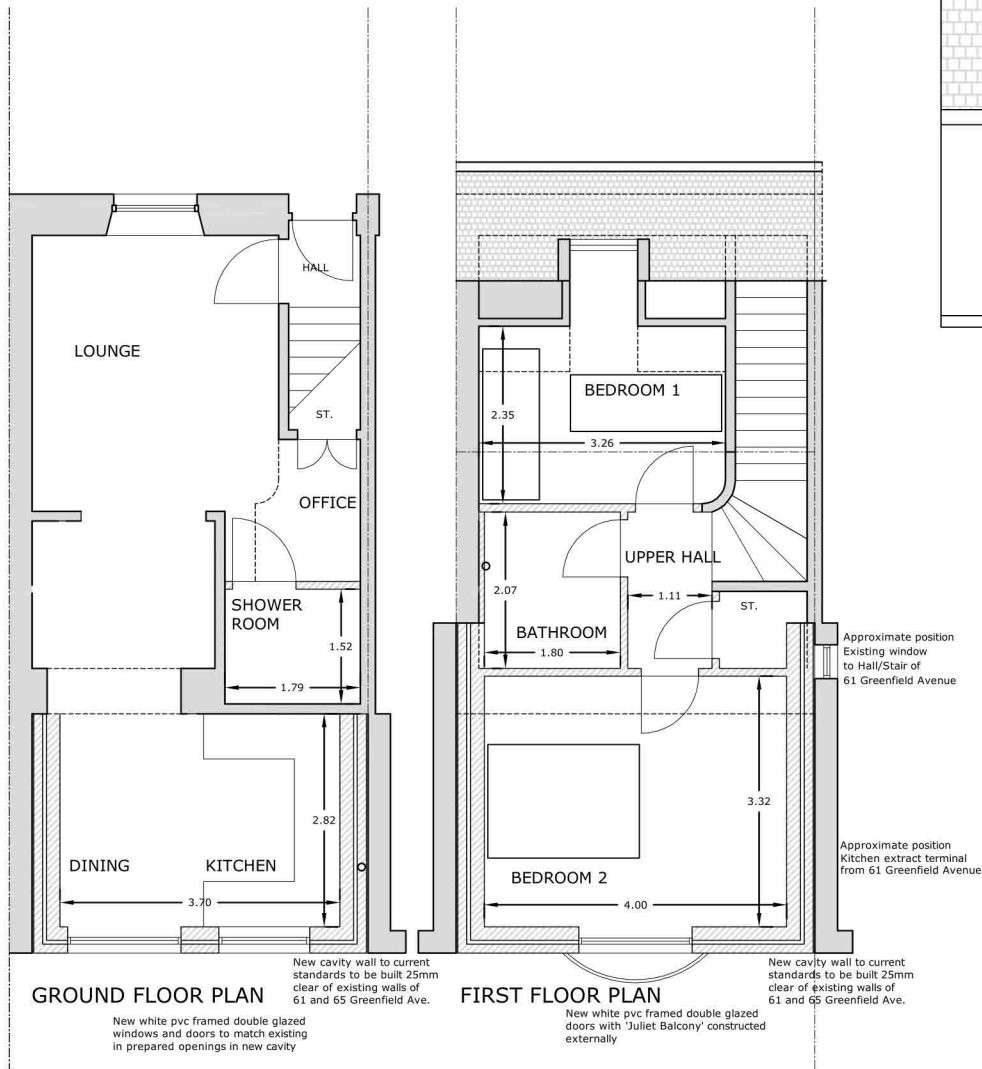 HALL
LOUNGE
ST.
OFFICE
SHOWER
ROOM
1.52
1.79
2.82
DINING
KITCHEN
3.70
New cavity wall to current
standards to be built 25mm
clear of existing walls of
61 and 65 Greenfield Ave.
GROUND FLOOR PLAN
New white pvc framed double glazed
windows and doors to match existing
in prepared openings in new cavity
BEDROOM 1
2.35
3.26
UPPER HALL
2.07
1.11
ST.
BATHROOM
1.80
Approximate position
Existing window
to Hall/Stair of
61 Greenfield Avenue
3.32
Approximate position
Kitchen extract terminal
from 61 Greenfield Avenue
BEDROOM 2
4.00
New cavity wall to current
standards to be built 25mm
clear of existing walls of
61 and 65 Greenfield Ave.
FIRST FLOOR PLAN
New white pvc framed double glazed
doors with 'Juliet Balcony' constructed
externally